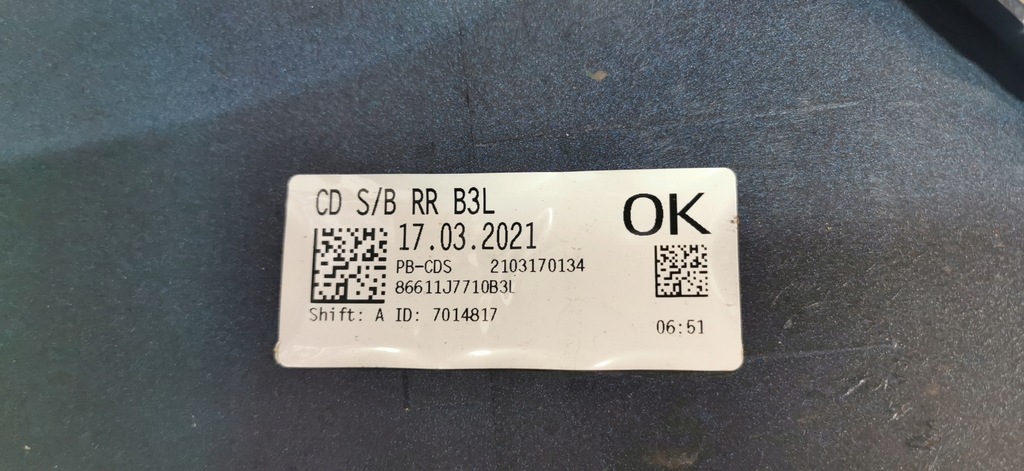 CD S/B RR B3L
OK
17.03.2021
PB-CDS 2103170134
86611J7710B3L
Shift: A ID: 7014817
06:51